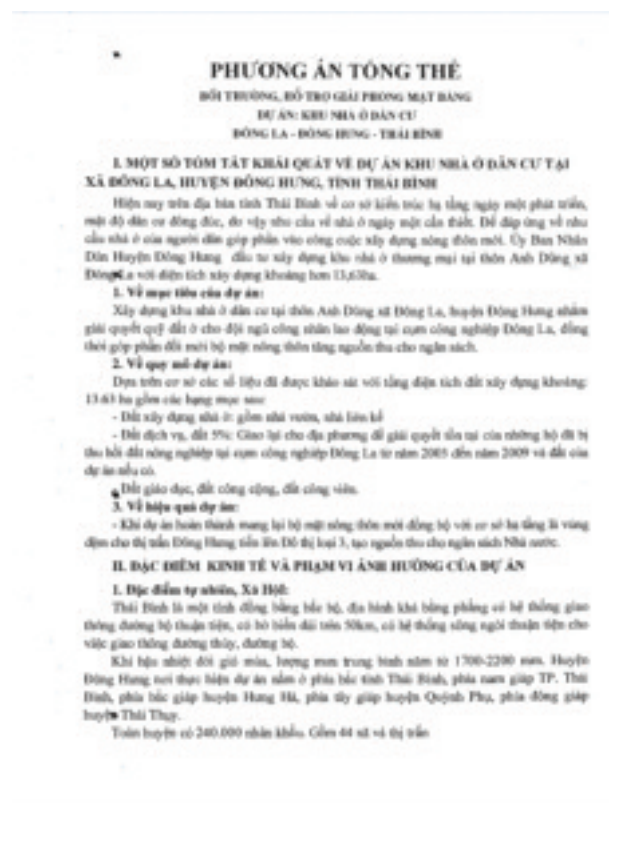 PHƯƠNG ÁN TỔNG THỂ
BỒI THƯỜNG, HỖ TRỢ GIẢI PHÓNG MẶT BẰNG
DỰ ÁN: KHU NHÀ Ở DÂN CƯ
ĐÔNG LA - ĐÔNG HƯNG - THÁI BÌNH
I. MỘT SỐ TÓM TẮT KHÁI QUÁT VỀ DỰ ÁN KHU NHÀ Ở DÂN CƯ TẠI
XÃ ĐÔNG LA, HUYỆN ĐÔNG HƯNG, TỈNH THÁI BÌNH
Hiện nay trên địa bàn tỉnh Thái Bình về cơ sở kiến trúc hạ tầng ngày một phát triển,
mật độ dân cư đông đúc, do vậy nhu cầu về nhà ở ngày một cần thiết. Để đáp ứng về nhu
cầu nhà ở của người dân góp phần vào công cuộc xây dựng nông thôn mới. Ủy Ban Nhân
Dân Huyện Đông Hưng đầu tư xây dựng khu nhà ở thương mại tại thôn Anh Dũng xã
Đông La với diện tích xây dựng khoảng hơn 13,63ha.
1. Về mục tiêu của dự án:
Xây dựng khu nhà ở dân cư tại thôn Anh Dũng xã Đông La, huyện Đông Hưng nhằm
giải quyết quỹ đất ở cho đội ngũ công nhân lao động tại cụm công nghiệp Đông La, đồng
thời góp phần đổi mới bộ mặt nông thôn tăng nguồn thu cho ngân sách.
2. Về quy mô dự án:
Dựa trên cơ sở các số liệu đã được khảo sát với tổng diện tích đất xây dựng khoảng:
13.63 ha gồm các hạng mục sau:
- Đất xây dựng nhà ở: gồm nhà vườn, nhà liền kề
- Đất dịch vụ, đất 5%: Giao lại cho địa phương để giải quyết tồn tại của những hộ đã bị
thu hồi đất nông nghiệp tại cụm công nghiệp Đông La từ năm 2003 đến năm 2009 và đất của
dự án nếu có.
- Đất giáo dục, đất công cộng, đất công viên.
3. Về hiệu quả dự án:
- Khi dự án hoàn thành mang lại bộ mặt nông thôn mới đồng bộ với cơ sở hạ tầng là vùng
đệm cho thị trấn Đông Hưng tiến lên Đô thị loại 3, tạo nguồn thu cho ngân sách Nhà nước.
II. ĐẶC ĐIỂM KINH TẾ VÀ PHẠM VI ẢNH HƯỞNG CỦA DỰ ÁN
1. Đặc điểm tự nhiên, Xã Hội:
Thái Bình là một tỉnh đồng bằng bắc bộ, địa hình khá bằng phẳng có hệ thống giao
thông đường bộ thuận tiện, có bờ biển dài trên 50km, có hệ thống sông ngòi thuận tiện cho
việc giao thông đường thủy, đường bộ.
Khí hậu nhiệt đới gió mùa, lượng mưa trung bình năm từ 1700-2200 mm. Huyện
Đông Hưng nơi thực hiện dự án nằm ở phía bắc tỉnh Thái Bình, phía nam giáp TP. Thái
Bình, phía bắc giáp huyện Hưng Hà, phía tây giáp huyện Quỳnh Phụ, phía đông giáp
huyện Thái Thụy.
Toàn huyện có 240.000 nhân khẩu. Gồm 44 xã và thị trấn